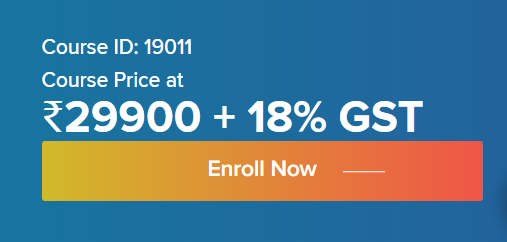 Course ID: 19011
Course Price at
₹29900 + 18% GST
Enroll Now